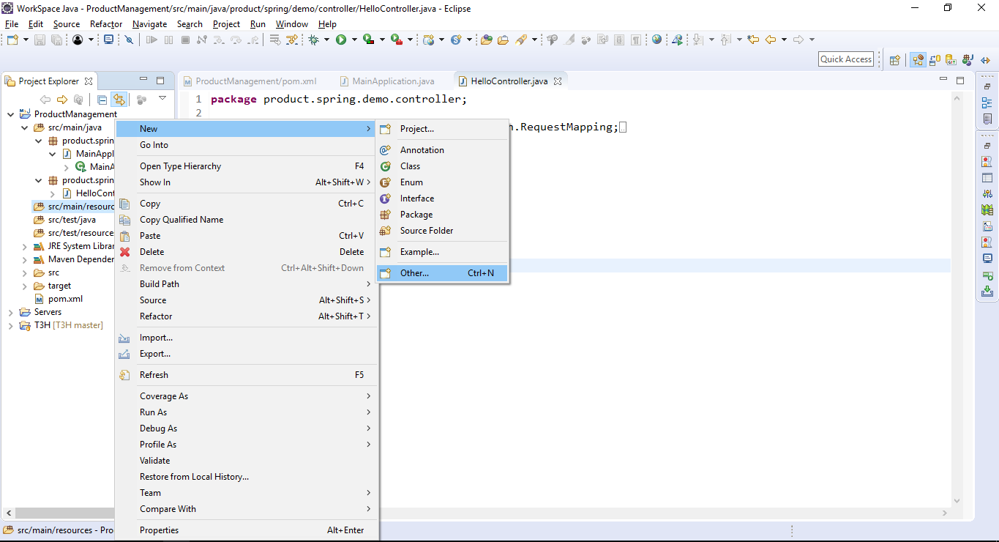 WorkSpace Java - ProductManagement/src/main/java/product/spring/demo/controller/HelloController.java - Eclipse
File Edit Source Refactor Navigate Search Project Run Window Help
Quick Access
Project Explorer
ProductManagement/pom.xml MainApplication.java HelloController.java
1 package product.spring.demo.controller;
2
n.RequestMapping;
ProductManagement
src/main/java
product.sprin
MainAppl
MainA
product.sprin
HelloCont
src/main/resourc
src/test/java
src/test/resource
JRE System Librar
Maven Depender
src
target
pom.xml
Servers
T3H [T3H master]
New
Go Into
Open Type Hierarchy F4
Show In Alt+Shift+W
Copy Ctrl+C
Copy Qualified Name
Paste Ctrl+V
Delete Delete
Remove from Context Ctrl+Alt+Shift+Down
Build Path
Source Alt+Shift+S
Refactor Alt+Shift+T
Import...
Export...
Refresh F5
Coverage As
Run As
Debug As
Profile As
Validate
Restore from Local History...
Team
Compare With
Properties Alt+Enter
Project...
Annotation
Class
Enum
Interface
Package
Source Folder
Example...
Other... Ctrl+N
src/main/resources - Pro